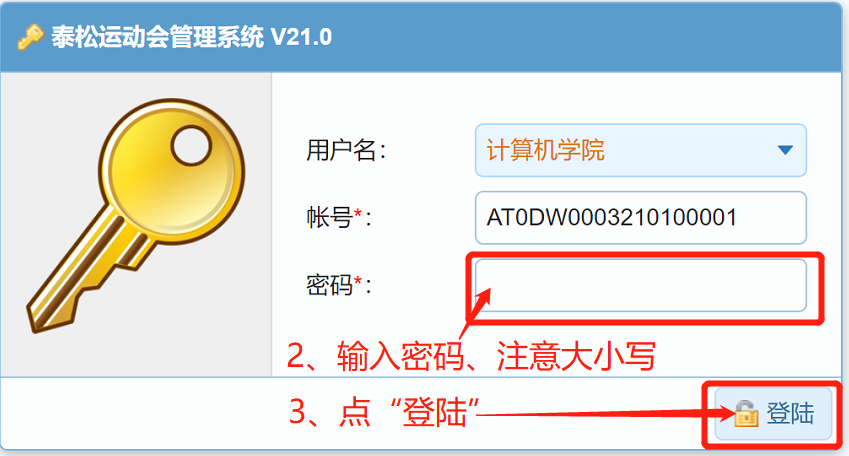 泰松运动会管理系统 V21.0
用户名：
计算机学院
帐号*：
AT0DW0003210100001
密码*：
2、输入密码、注意大小写
3、点“登陆”
登陆